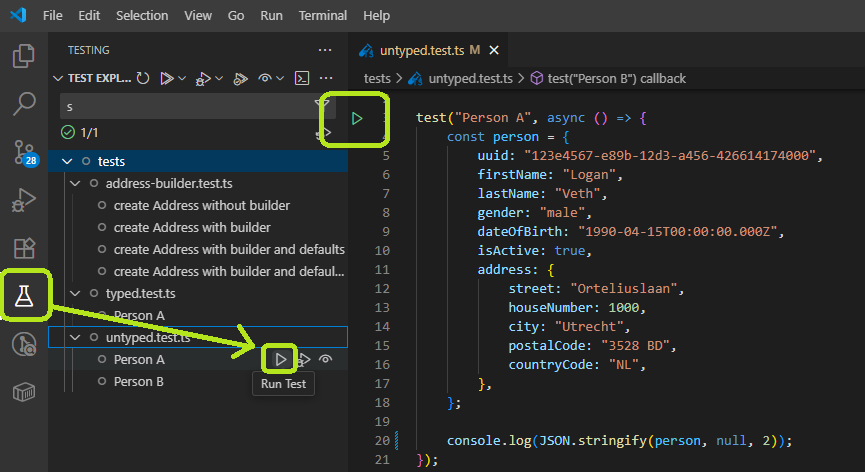 File Edit Selection View Go Run Terminal Help
TESTING
TEST EXPL...
s
1/1
28
tests
address-builder.test.ts
create Address without builder
create Address with builder
create Address with builder and defaults
create Address with builder and defaul...
typed.test.ts
Person A
untyped.test.ts
Person A
Run Test
Person B
untyped.test.ts M
tests > untyped.test.ts > test("Person B") callback
test("Person A", async () => {
const person = {
5 uuid: "123e4567-e89b-12d3-a456-426614174000",
6 firstName: "Logan",
7 lastName: "Veth",
8 gender: "male",
9 dateOfBirth: "1990-04-15T00:00:00.000Z",
10 isActive: true,
11 address: {
12 street: "Orteliuslaan",
13 houseNumber: 1000,
14 city: "Utrecht",
15 postalCode: "3528 BD",
16 countryCode: "NL",
17 },
18 };
19
20 console.log(JSON.stringify(person, null, 2));
21 });